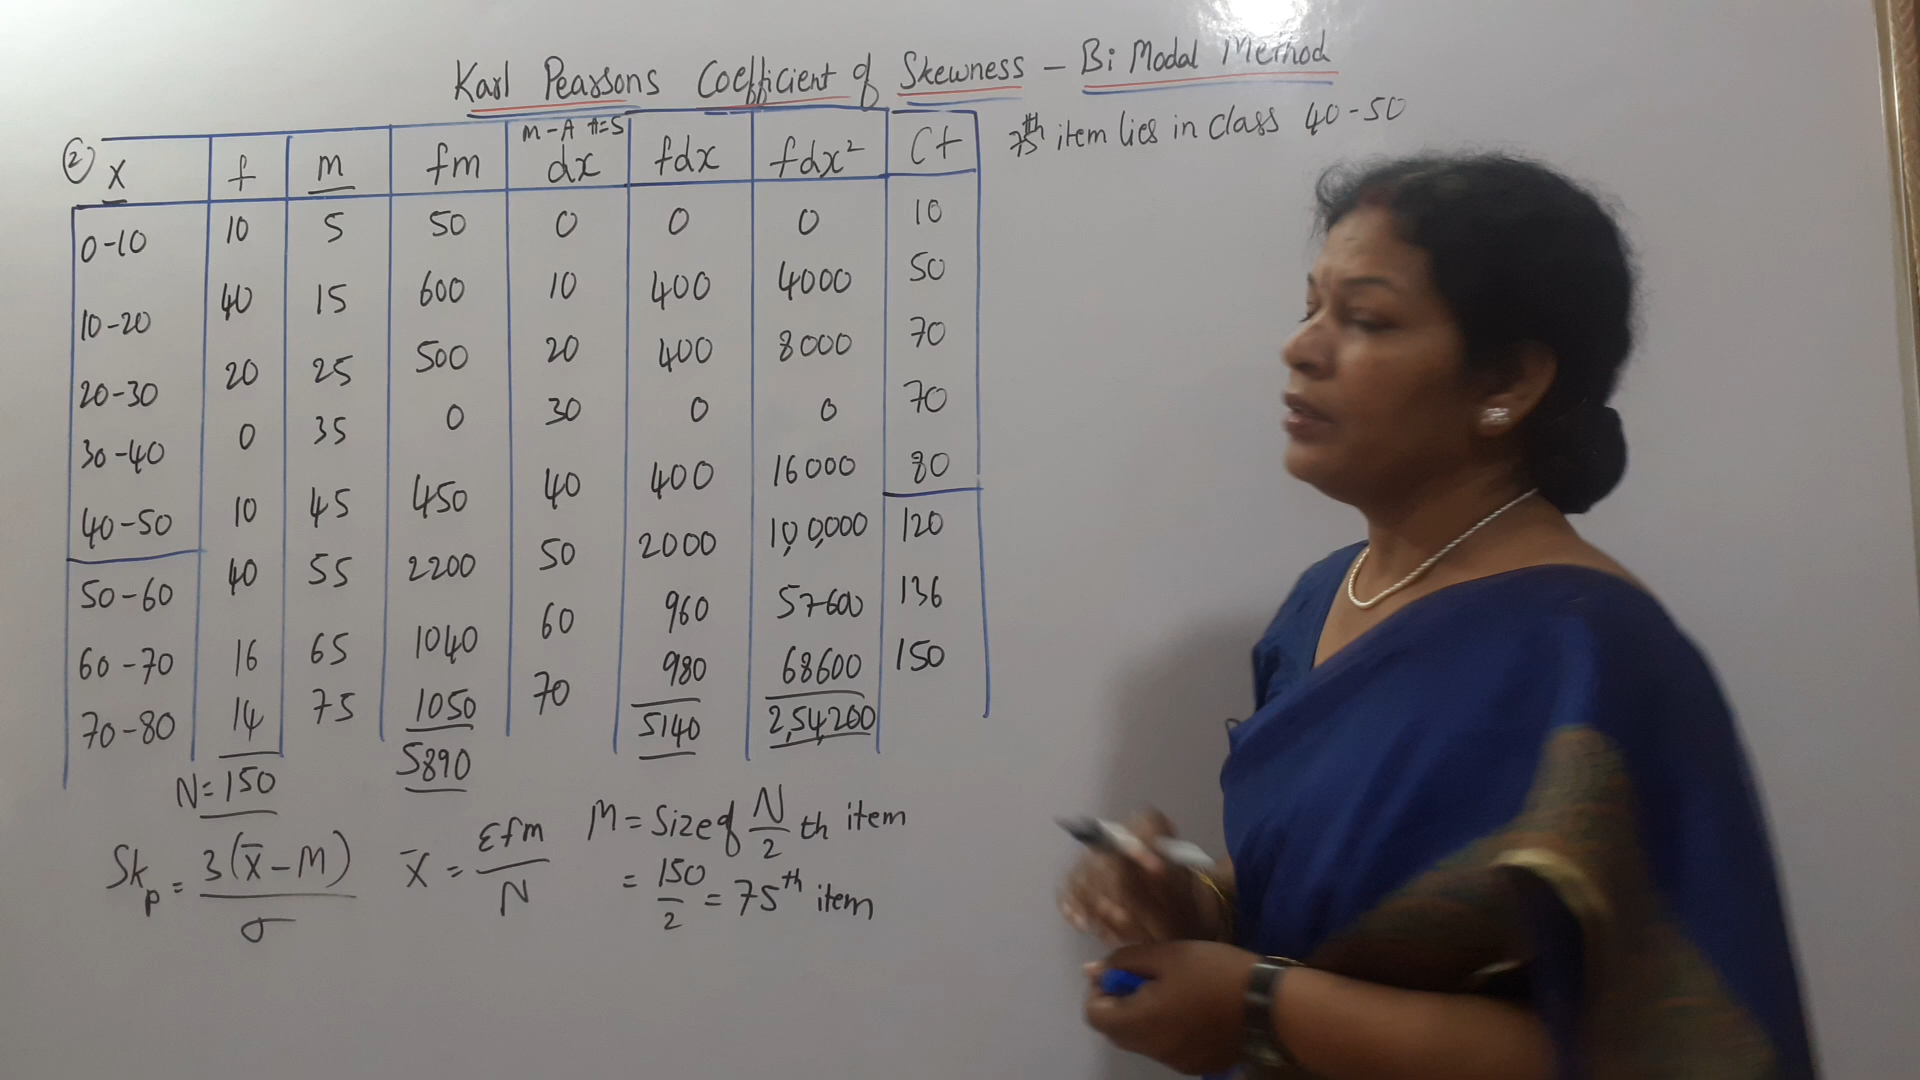 Karl Pearsons Coefficient of Skewness - Bi Modal Method
75th item lies in class 40-50
2) x f m fm m-A A=5 dx fdx fdx² Cf
0-10 10 5 50 0 0 0 10
10-20 40 15 600 10 400 4000 50
20-30 20 25 500 20 400 8000 70
30-40 0 35 0 30 0 0 70
40-50 10 45 450 40 400 16000 80
50-60 40 55 2200 50 2000 1,0,0000 120
60-70 16 65 1040 60 960 57600 136
70-80 14 75 1050 70 980 68600 150
N=150 5890 5140 2,54,200
Skp = 3(x̄-M)/σ x̄ = Σfm/N M = Size of N/2 th item
= 150/2 = 75th item